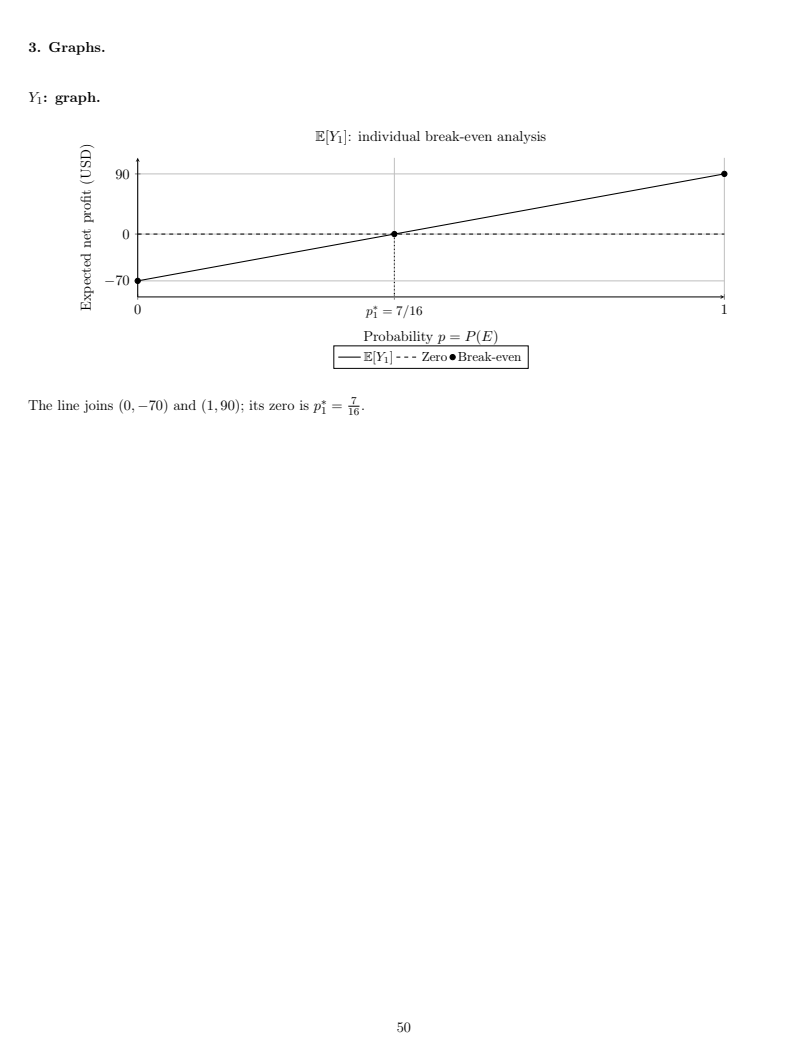 3. Graphs.
Y₁: graph.
𝔼[Y₁]: individual break-even analysis
Expected net profit (USD)
90
0
−70
0
p₁* = 7/16
1
Probability p = P(E)
𝔼[Y₁] Zero Break-even
The line joins (0, −70) and (1, 90); its zero is p₁* = 7/16.
50